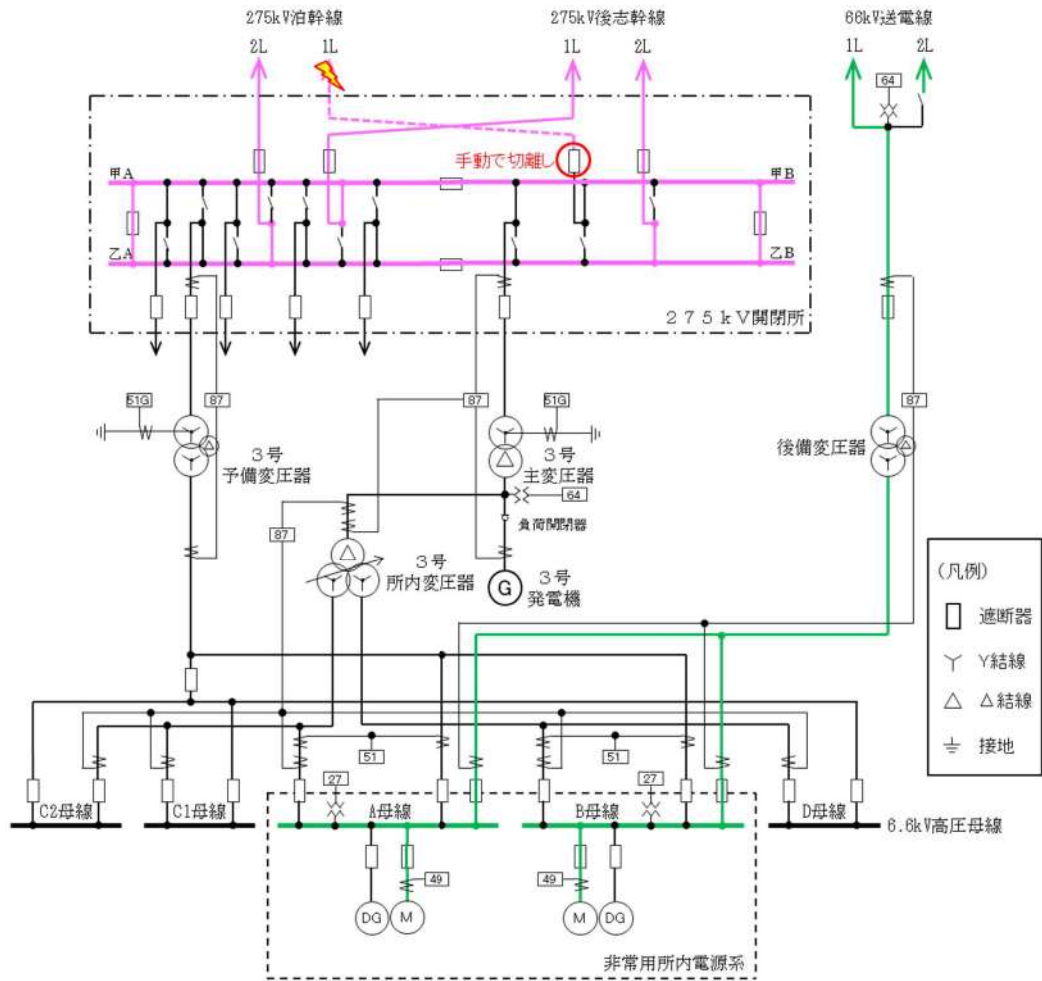 275kV泊幹線
275kV後志幹線
66kV送電線
2L
1L
1L
2L
1L
2L
64
手動で切離し
甲A
甲B
乙A
乙B
275kV開閉所
51G
87
87
51G
87
3号
予備変圧器
3号
主変圧器
後備変圧器
64
87
負荷開閉器
3号
所内変圧器
G
3号
発電機
(凡例)
遮断器
Y結線
Δ結線
接地
51
51
27
27
C2母線
C1母線
A母線
B母線
D母線
6.6kV高圧母線
49
49
DG
M
M
DG
非常用所内電源系